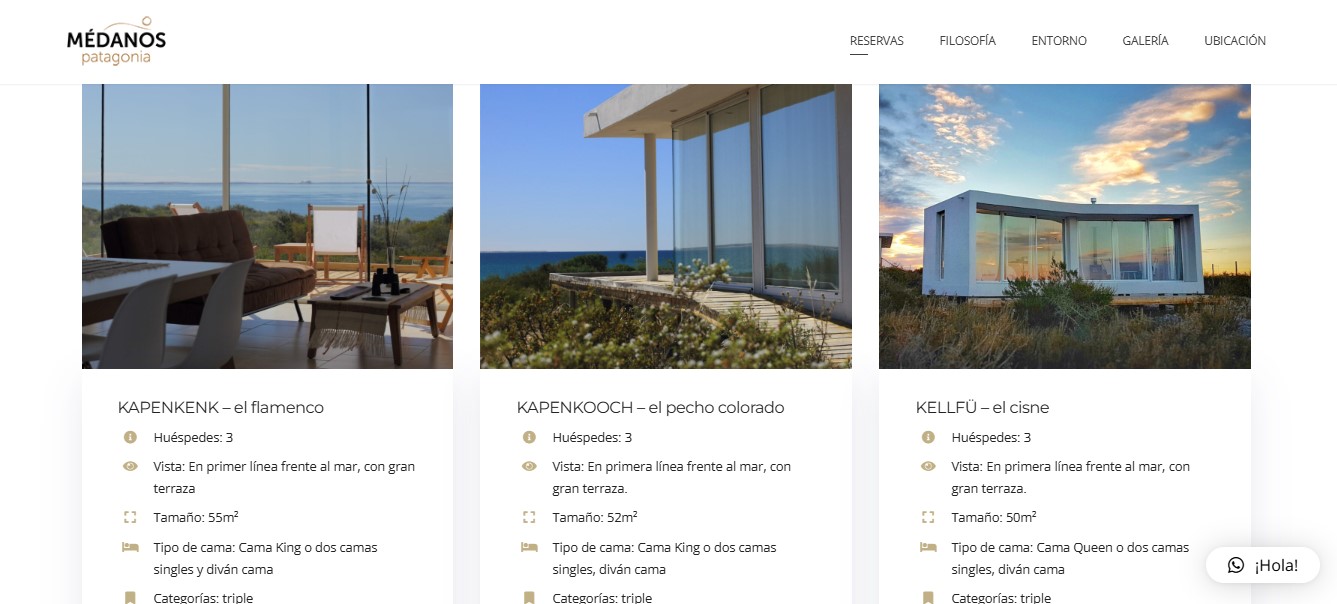 MÉDANOS
patagonia
RESERVAS FILOSOFÍA ENTORNO GALERÍA UBICACIÓN
KAPENKENK – el flamenco
Huéspedes: 3
Vista: En primer línea frente al mar, con gran
terraza
Tamaño: 55m²
Tipo de cama: Cama King o dos camas
singles y diván cama
Categorías: triple
KAPENKOOCH – el pecho colorado
Huéspedes: 3
Vista: En primera línea frente al mar, con
gran terraza.
Tamaño: 52m²
Tipo de cama: Cama King o dos camas
singles, diván cama
Categorías: triple
KELLFÜ – el cisne
Huéspedes: 3
Vista: En primera línea frente al mar, con
gran terraza.
Tamaño: 50m²
Tipo de cama: Cama Queen o dos camas
singles, diván cama
Categorías: triple
¡Hola!